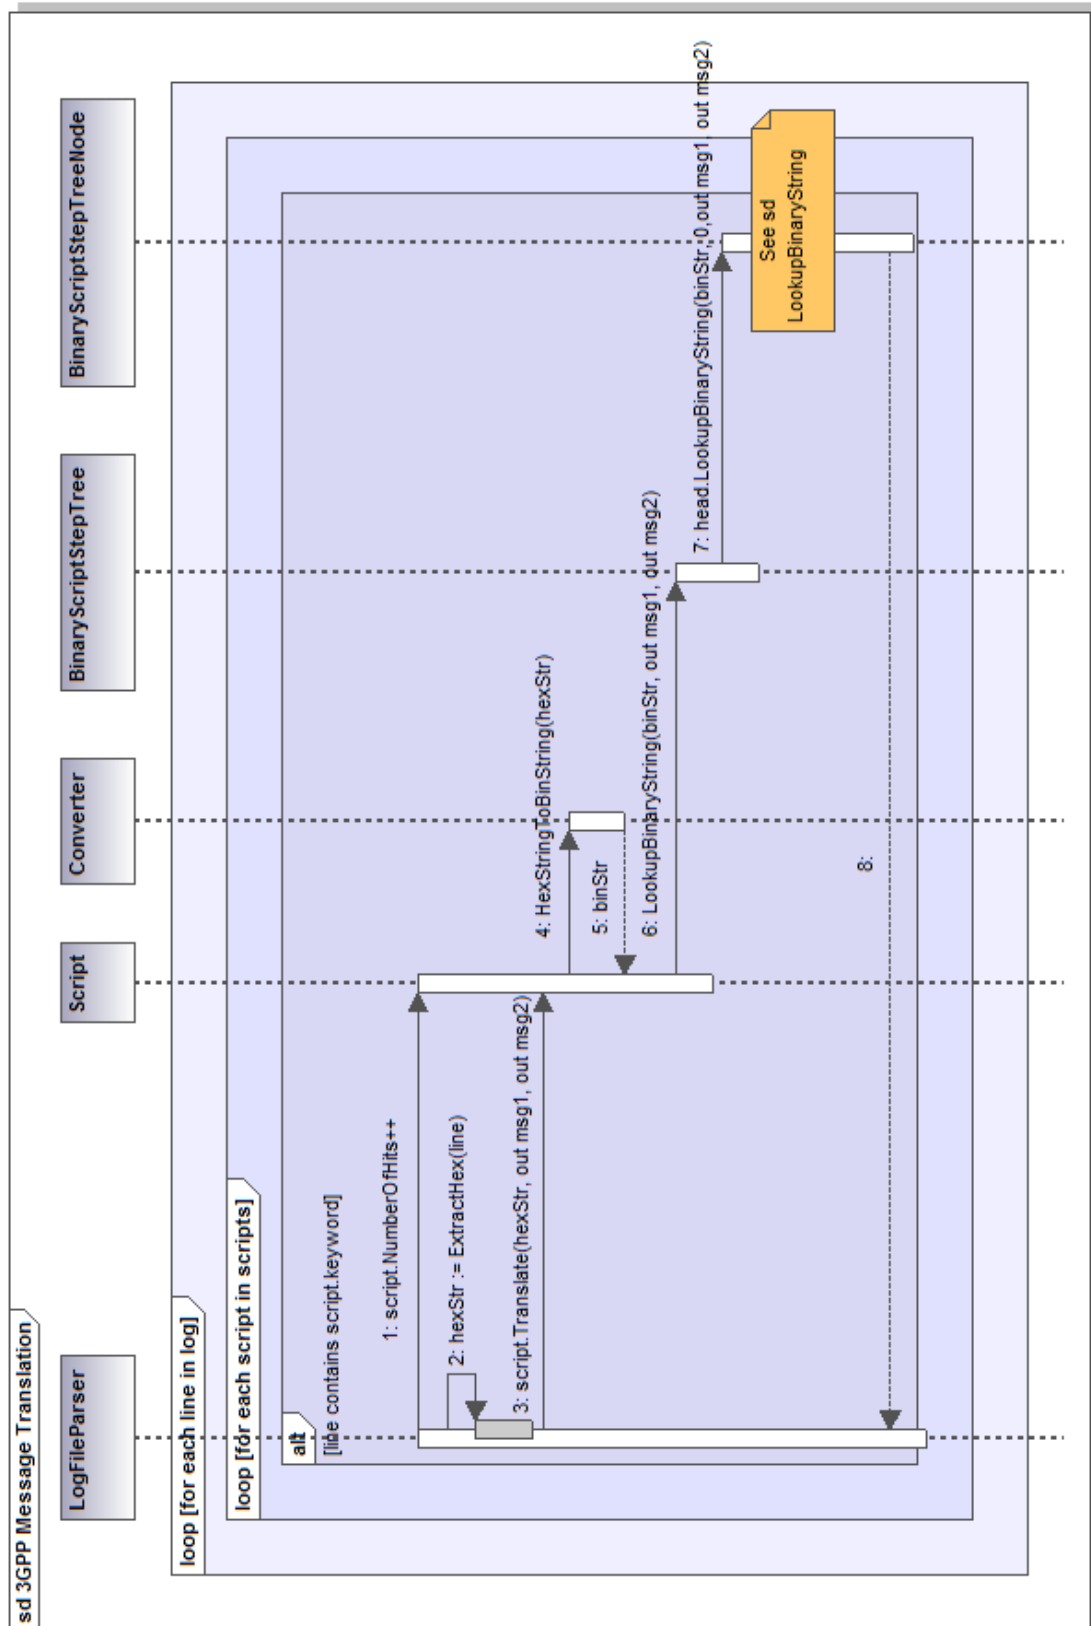 sd 3GPP Message Translation
LogFileParser
Script
Converter
BinaryScriptStepTree
BinaryScriptStepTreeNode
loop [for each line in log]
loop [for each script in scripts]
alt
[line contains script.keyword]
1: script.NumberOfHits++
2: hexStr := ExtractHex(line)
3: script.Translate(hexStr, out msg1, out msg2)
4: HexStringToBinString(hexStr)
5: binStr
6: LookupBinaryString(binStr, out msg1, out msg2)
7: head.LookupBinaryString(binStr, 0,out msg1, out msg2)
See sd
LookupBinaryString
8: